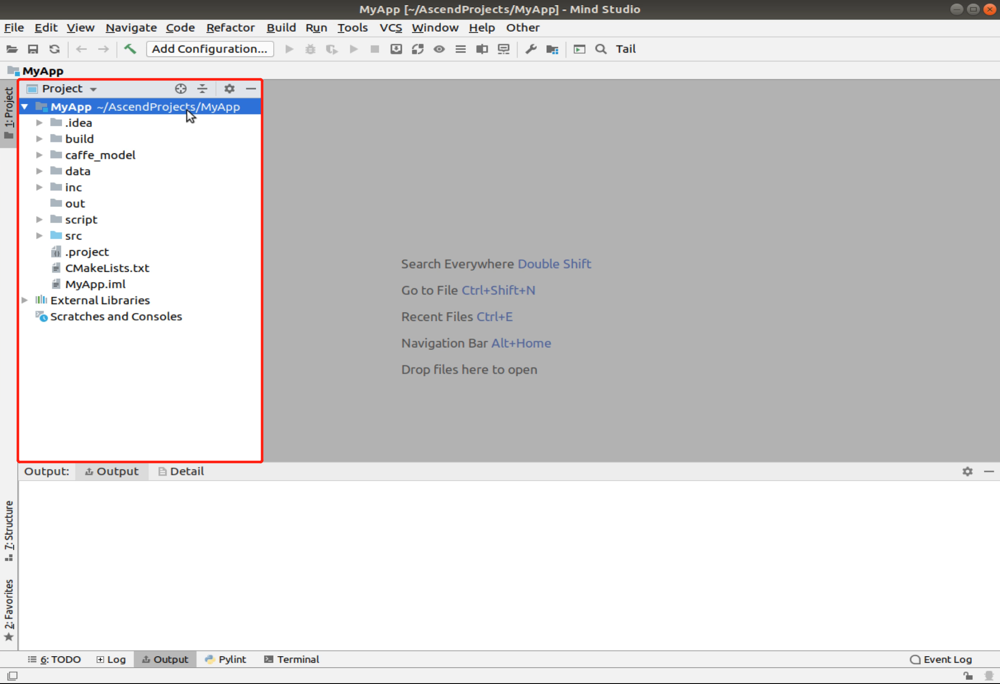 MyApp [~/AscendProjects/MyApp] - Mind Studio
File Edit View Navigate Code Refactor Build Run Tools VCS Window Help Other
Add Configuration... Tail
MyApp
1: Project
Project
MyApp ~/AscendProjects/MyApp
.idea
build
caffe_model
data
inc
out
script
src
.project
CMakeLists.txt
MyApp.iml
External Libraries
Scratches and Consoles
Search Everywhere Double Shift
Go to File Ctrl+Shift+N
Recent Files Ctrl+E
Navigation Bar Alt+Home
Drop files here to open
Output: Output Detail
7: Structure
2: Favorites
6: TODO Log Output Pylint Terminal Event Log